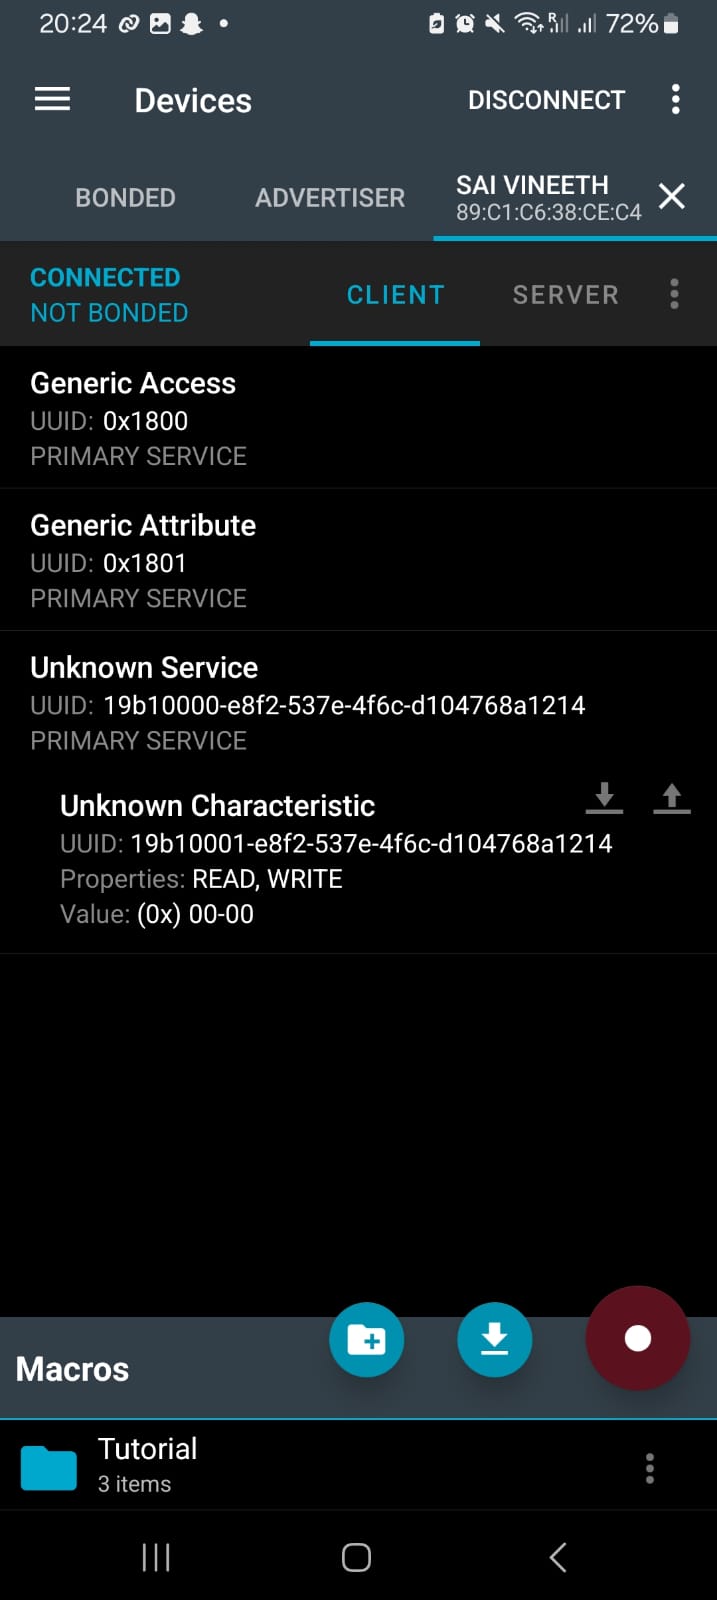 20:24
R
72%
Devices
DISCONNECT
BONDED
ADVERTISER
SAI VINEETH
89:C1:C6:38:CE:C4
CONNECTED
NOT BONDED
CLIENT
SERVER
Generic Access
UUID: 0x1800
PRIMARY SERVICE
Generic Attribute
UUID: 0x1801
PRIMARY SERVICE
Unknown Service
UUID: 19b10000-e8f2-537e-4f6c-d104768a1214
PRIMARY SERVICE
Unknown Characteristic
UUID: 19b10001-e8f2-537e-4f6c-d104768a1214
Properties: READ, WRITE
Value: (0x) 00-00
Macros
Tutorial
3 items